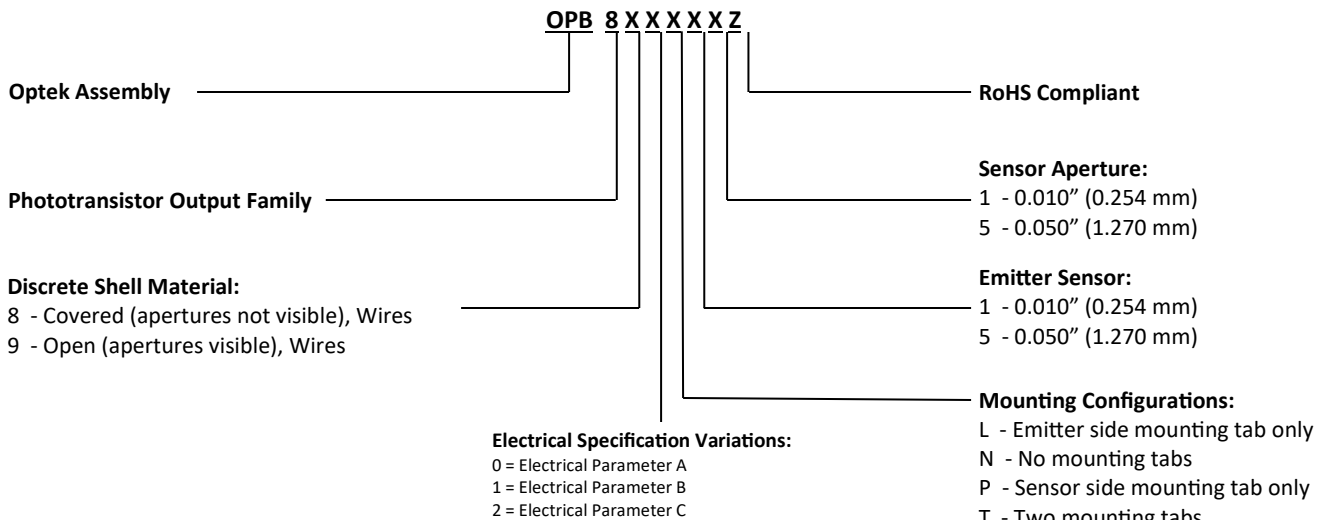 OPB 8 X X X X X Z
Optek Assembly
RoHS Compliant
Phototransistor Output Family
Sensor Aperture:
1 - 0.010” (0.254 mm)
5 - 0.050” (1.270 mm)
Discrete Shell Material:
8 - Covered (apertures not visible), Wires
9 - Open (apertures visible), Wires
Emitter Sensor:
1 - 0.010” (0.254 mm)
5 - 0.050” (1.270 mm)
Electrical Specification Variations:
0 = Electrical Parameter A
1 = Electrical Parameter B
2 = Electrical Parameter C
Mounting Configurations:
L - Emitter side mounting tab only
N - No mounting tabs
P - Sensor side mounting tab only
T - Two mounting tabs